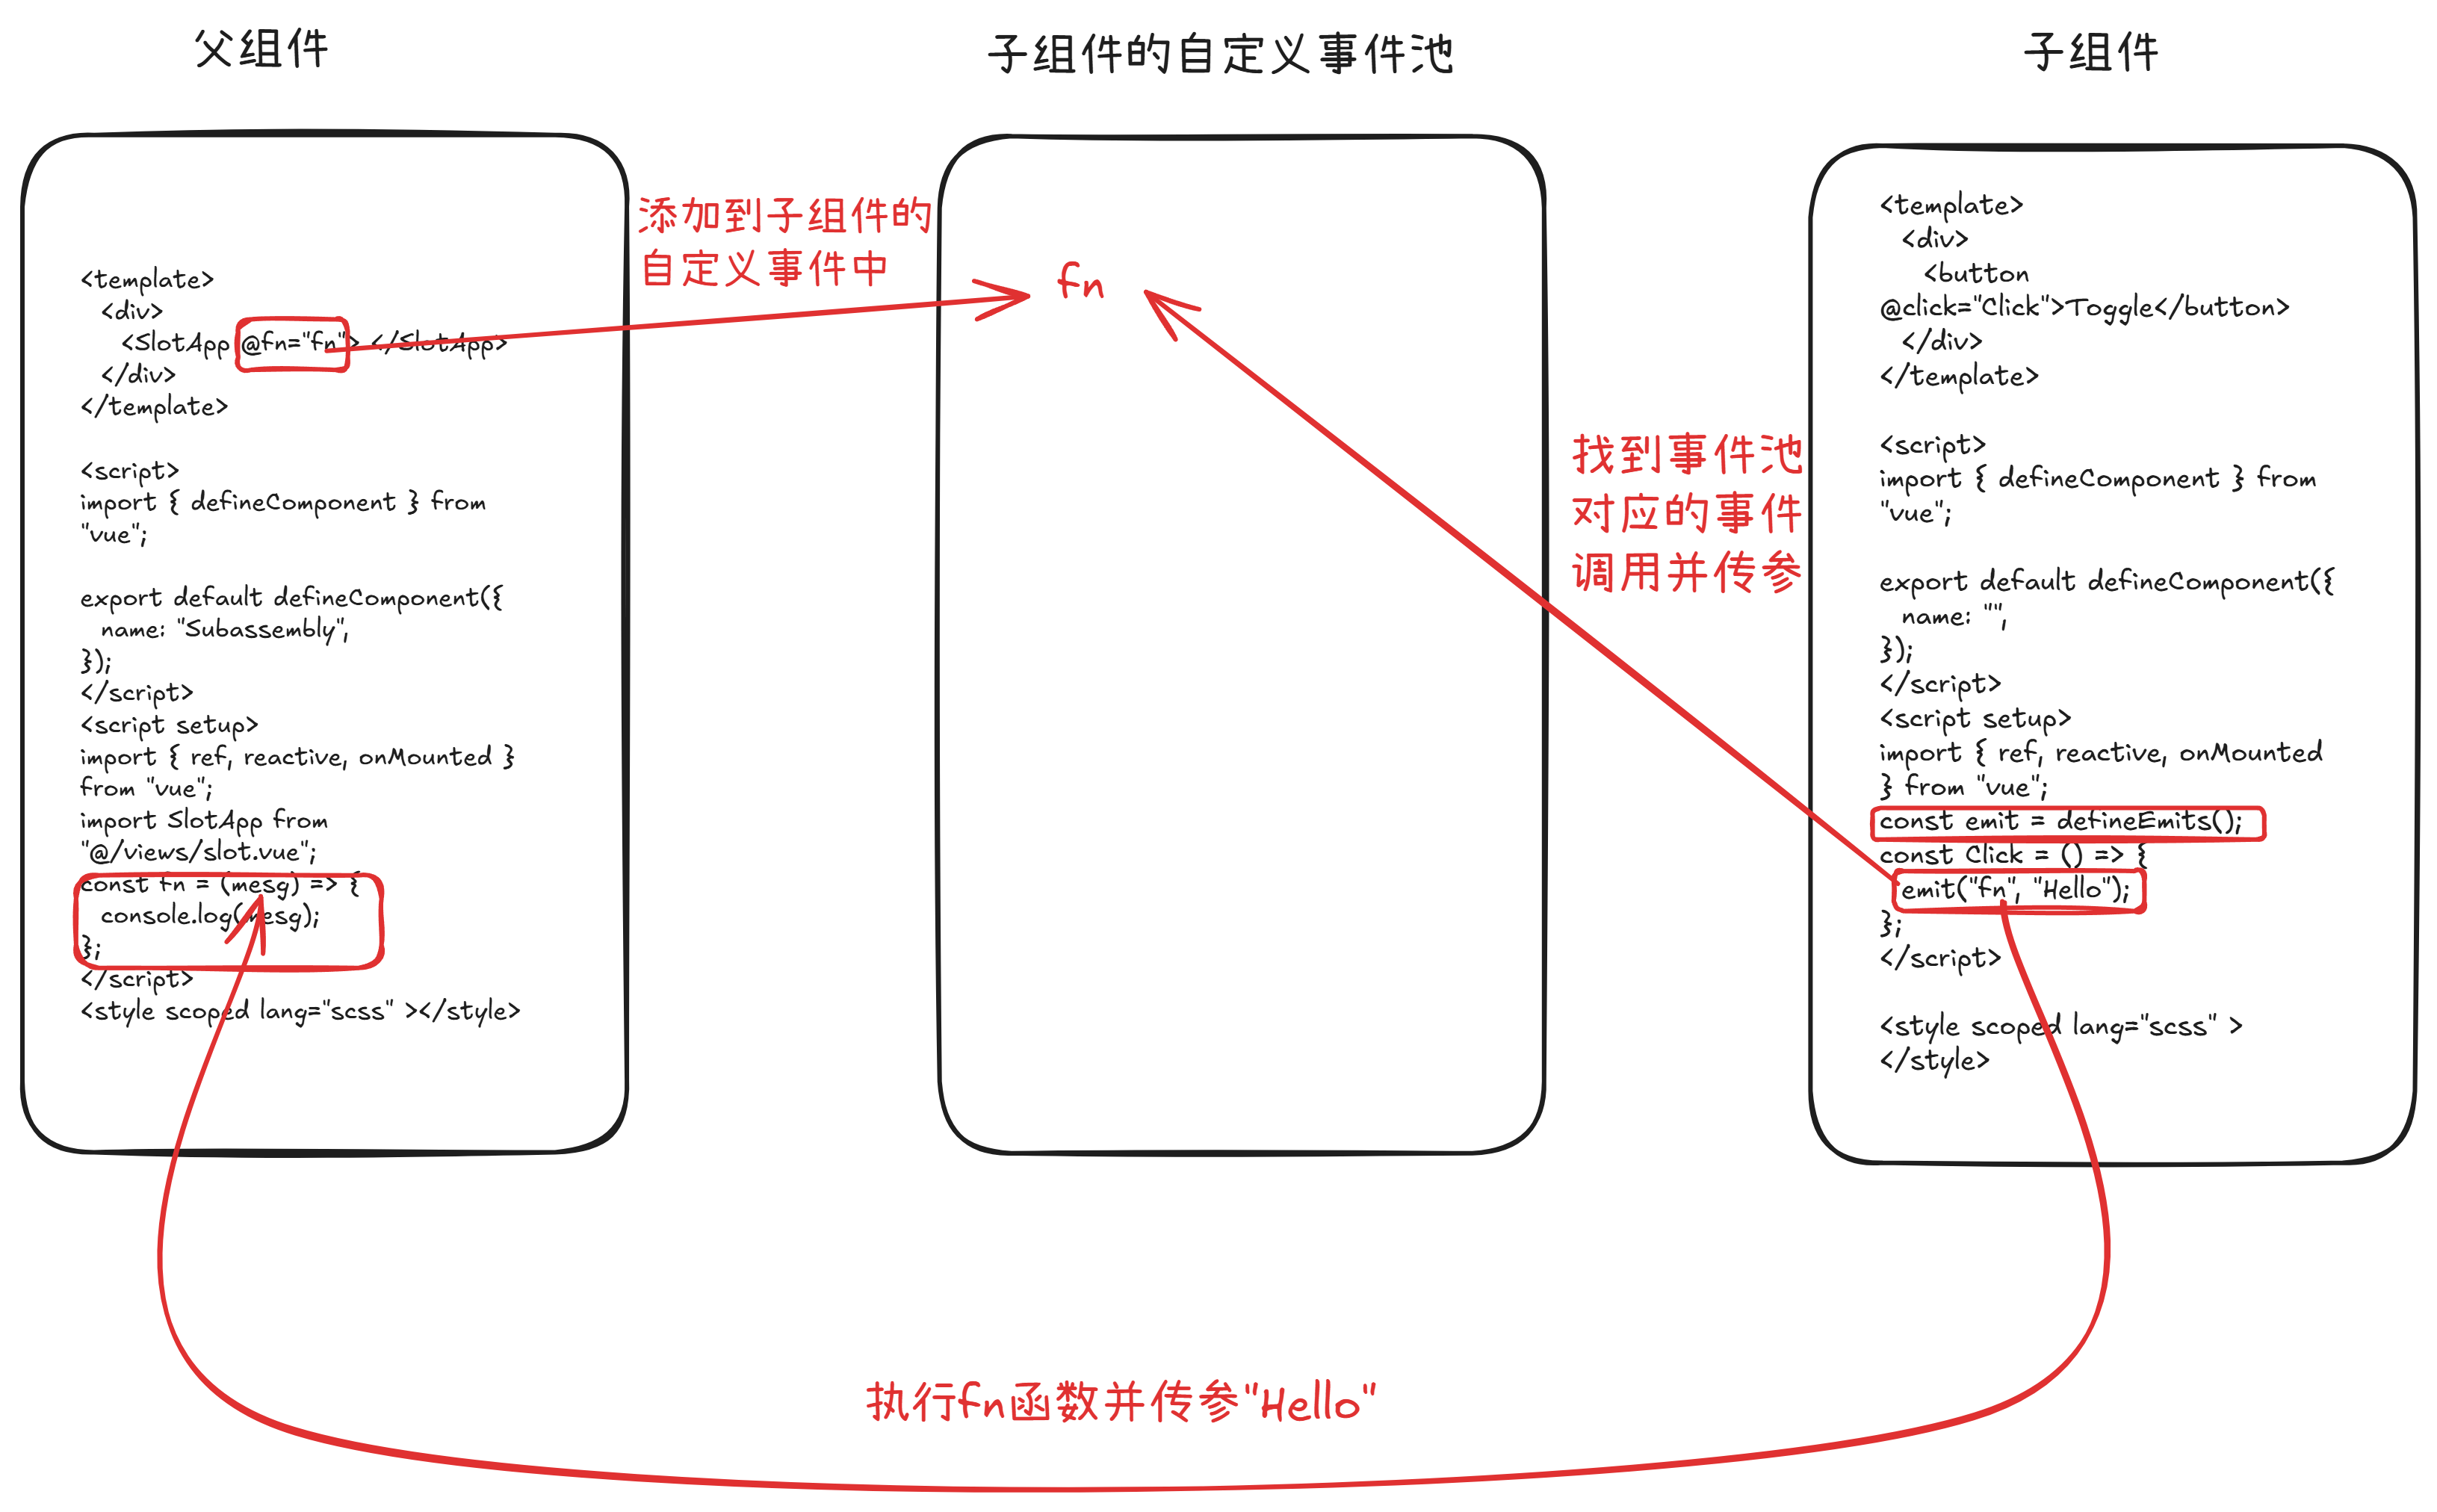 父组件
子组件的自定义事件池
子组件
<template>
<div>
<SlotApp @fn="fn"> </SlotApp>
</div>
</template>
<script>
import { defineComponent } from
"vue";
export default defineComponent({
name: "Subassembly",
});
</script>
<script setup>
import { ref, reactive, onMounted }
from "vue";
import SlotApp from
"@/views/slot.vue";
const fn = (mesg) => {
console.log(mesg);
};
</script>
<style scoped lang="scss" ></style>
添加到子组件的
自定义事件中
fn
找到事件池
对应的事件
调用并传参
<template>
<div>
<button
@click="Click">Toggle</button>
</div>
</template>
<script>
import { defineComponent } from
"vue";
export default defineComponent({
name: "",
});
</script>
<script setup>
import { ref, reactive, onMounted
} from "vue";
const emit = defineEmits();
const Click = () => {
emit("fn", "Hello");
};
</script>
<style scoped lang="scss" >
</style>
执行fn函数并传参"Hello"